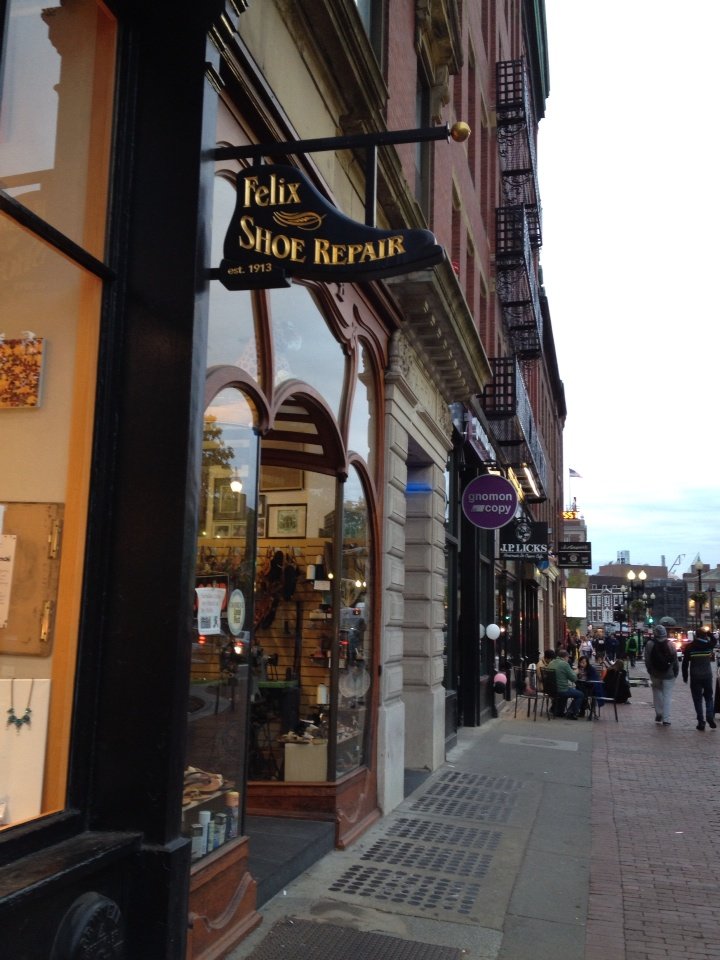 Felix
SHOE REPAIR
est. 1913
gnomon
copy
J.P. LICKS